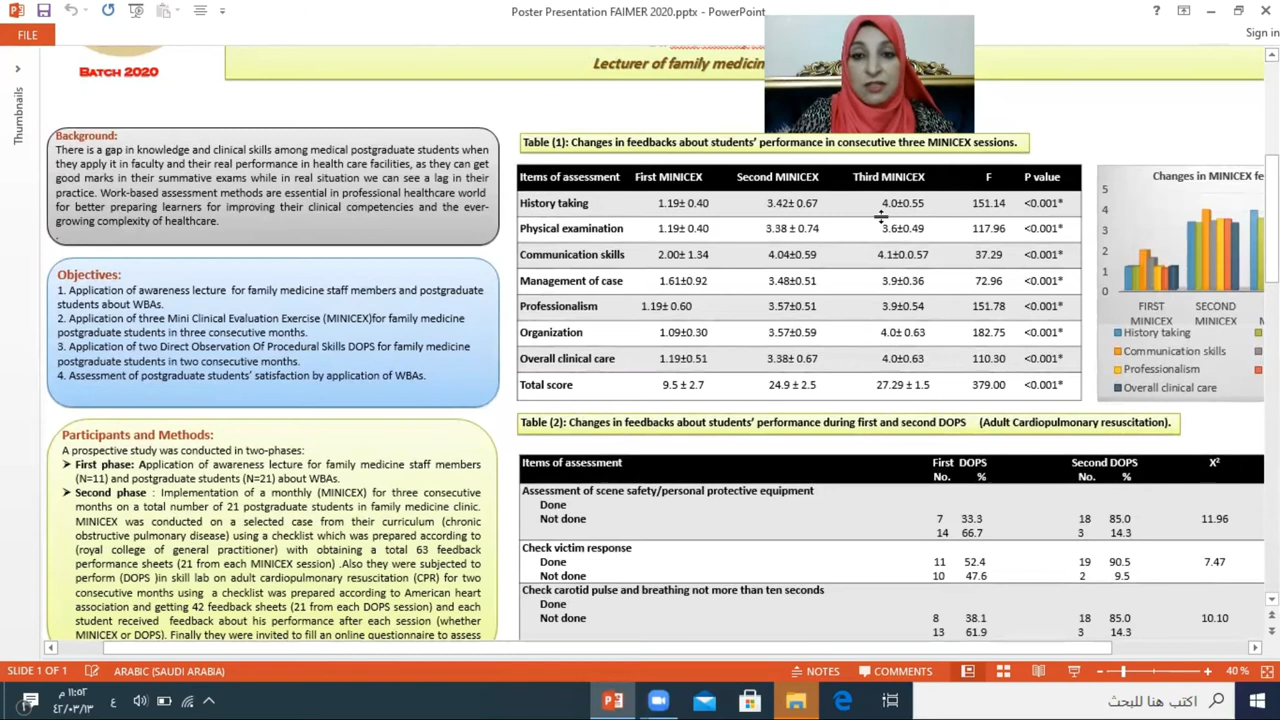 Poster Presentation FAIMER 2020.pptx - PowerPoint
FILE
Sign in
Thumbnails
BATCH 2020
Lecturer of family medicin
Background:
There is a gap in knowledge and clinical skills among medical postgraduate students when
they apply it in faculty and their real performance in health care facilities, as they can get
good marks in their summative exams while in real situation we can see a lag in their
practice. Work-based assessment methods are essential in professional healthcare world
for better preparing learners for improving their clinical competencies and the ever-
growing complexity of healthcare.
.
Objectives:
1. Application of awareness lecture for family medicine staff members and postgraduate
students about WBAs.
2. Application of three Mini Clinical Evaluation Exercise (MINICEX)for family medicine
postgraduate students in three consecutive months.
3. Application of two Direct Observation Of Procedural Skills DOPS for family medicine
postgraduate students in two consecutive months.
4. Assessment of postgraduate students' satisfaction by application of WBAs.
Participants and Methods:
A prospective study was conducted in two-phases:
➢ First phase: Application of awareness lecture for family medicine staff members
(N=11) and postgraduate students (N=21) about WBAs.
➢ Second phase : Implementation of a monthly (MINICEX) for three consecutive
months on a total number of 21 postgraduate students in family medicine clinic.
MINICEX was conducted on a selected case from their curriculum (chronic
obstructive pulmonary disease) using a checklist which was prepared according to
(royal college of general practitioner) with obtaining a total 63 feedback
performance sheets (21 from each MINICEX session) .Also they were subjected to
perform (DOPS )in skill lab on adult cardiopulmonary resuscitation (CPR) for two
consecutive months using a checklist was prepared according to American heart
association and getting 42 feedback sheets (21 from each DOPS session) and each
student received feedback about his performance after each session (whether
MINICEX or DOPS). Finally they were invited to fill an online questionnaire to assess
Table (1): Changes in feedbacks about students' performance in consecutive three MINICEX sessions.
Items of assessment First MINICEX Second MINICEX Third MINICEX F P value
History taking 1.19± 0.40 3.42± 0.67 4.0±0.55 151.14 <0.001*
Physical examination 1.19± 0.40 3.38 ± 0.74 3.6±0.49 117.96 <0.001*
Communication skills 2.00± 1.34 4.04±0.59 4.1±0.0.57 37.29 <0.001*
Management of case 1.61±0.92 3.48±0.51 3.9±0.36 72.96 <0.001*
Professionalism 1.19± 0.60 3.57±0.51 3.9±0.54 151.78 <0.001*
Organization 1.09±0.30 3.57±0.59 4.0± 0.63 182.75 <0.001*
Overall clinical care 1.19±0.51 3.38± 0.67 4.0±0.63 110.30 <0.001*
Total score 9.5 ± 2.7 24.9 ± 2.5 27.29 ± 1.5 379.00 <0.001*
Changes in MINICEX fe
5
4
3
2
1
0
FIRST MINICEX
SECOND MINICEX
History taking
Communication skills
Professionalism
Overall clinical care
Table (2): Changes in feedbacks about students' performance during first and second DOPS (Adult Cardiopulmonary resuscitation).
Items of assessment First DOPS Second DOPS X²
No. % No. %
Assessment of scene safety/personal protective equipment
Done
Not done 7 33.3 18 85.0 11.96
14 66.7 3 14.3
Check victim response
Done 11 52.4 19 90.5 7.47
Not done 10 47.6 2 9.5
Check carotid pulse and breathing not more than ten seconds
Done
Not done 8 38.1 18 85.0 10.10
13 61.9 3 14.3
SLIDE 1 OF 1
ARABIC (SAUDI ARABIA)
NOTES
COMMENTS
40 %
١١:٥٢ م
٤٢/٠٣/١٣
ع
اكتب هنا للبحث